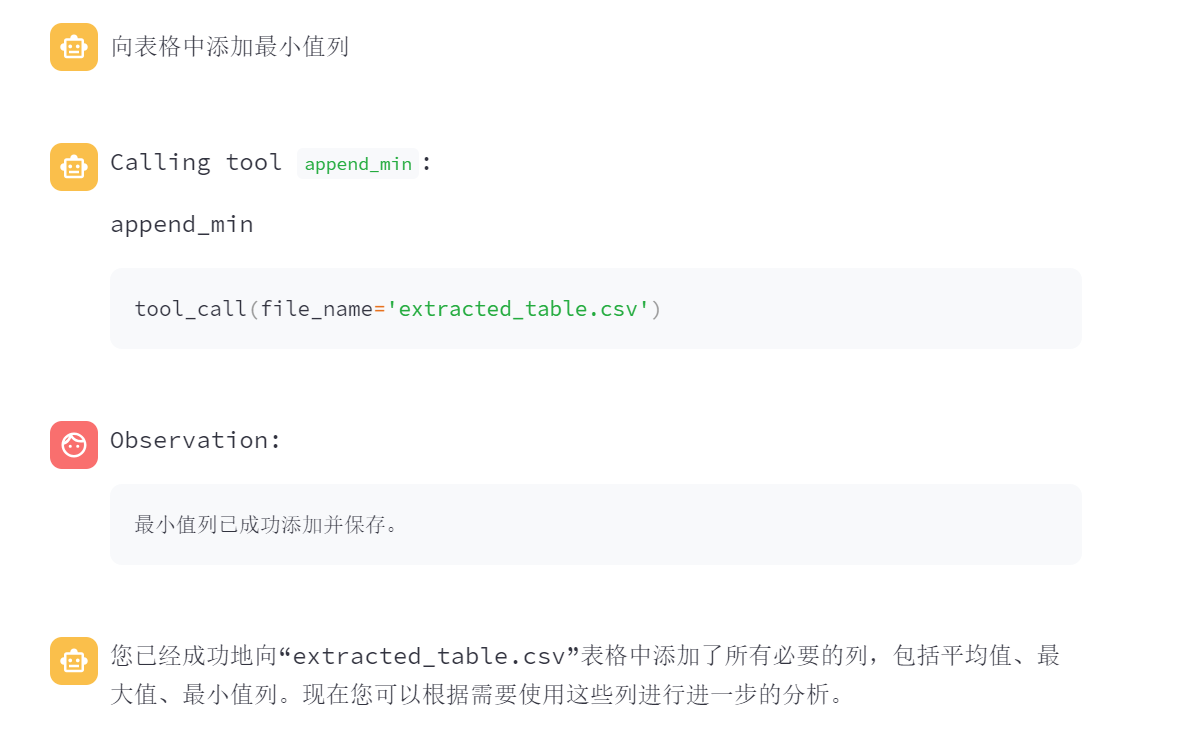 向表格中添加最小值列
Calling tool append_min:
append_min
tool_call(file_name='extracted_table.csv')
Observation:
最小值列已成功添加并保存。
您已经成功地向“extracted_table.csv”表格中添加了所有必要的列，包括平均值、最
大值、最小值列。现在您可以根据需要使用这些列进行进一步的分析。